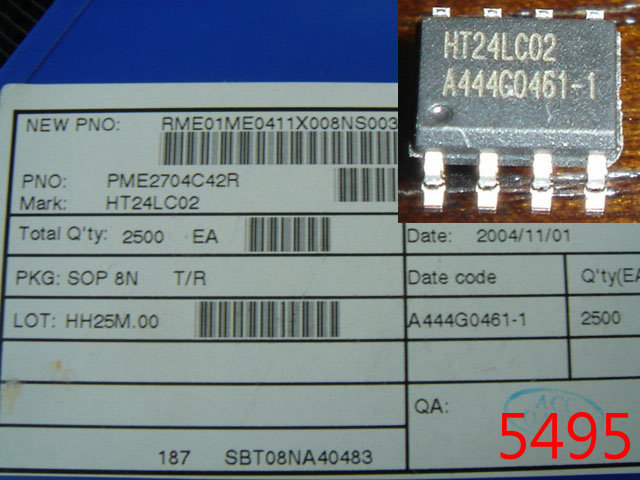 HT24LC02
A444G0461-1
NEW PNO: RME01ME0411X008NS003
PNO: PME2704C42R
Mark: HT24LC02
Total Q'ty: 2500 EA
Date: 2004/11/01
PKG: SOP 8N T/R
Date code Q'ty(EA
LOT: HH25M.00
A444G0461-1 2500
QA:
ACC
187 SBT08NA40483
5495